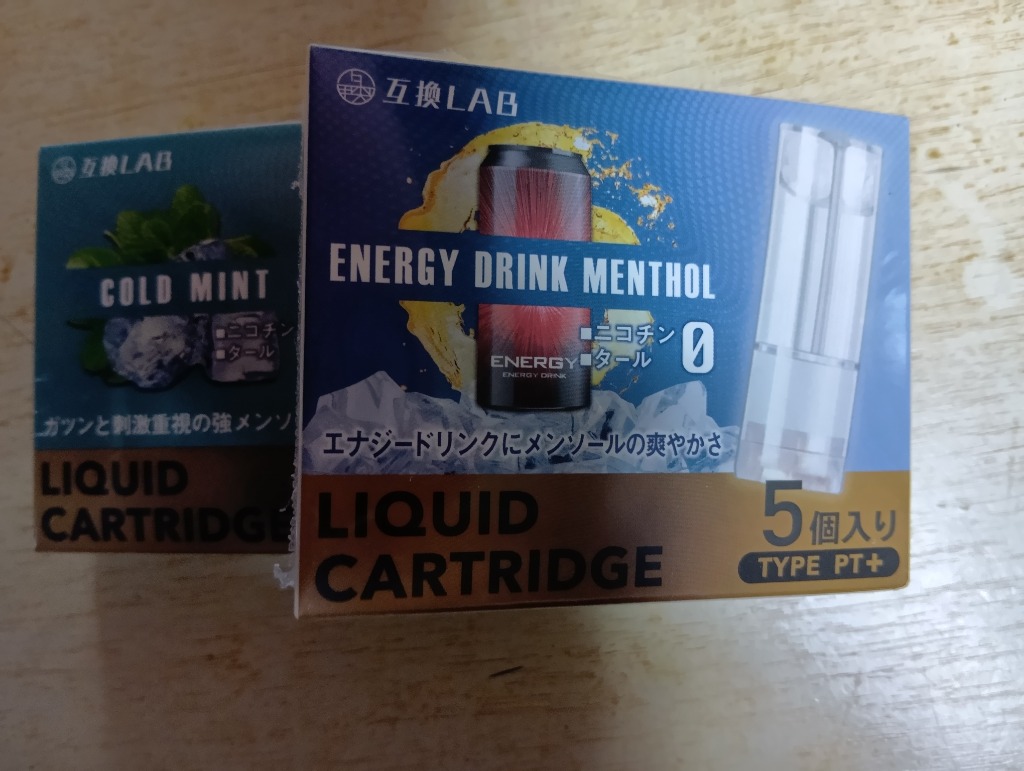 互換LAB
COLD MINT
■ニコチン
■タール
ガツンと刺激重視の強メンソ
LIQUID
CARTRIDGE
互換LAB
ENERGY DRINK MENTHOL
■ニコチン
■タール 0
ENERGY
ENERGY DRINK
エナジードリンクにメンソールの爽やかさ
LIQUID
CARTRIDGE
5個入り
TYPE PT+